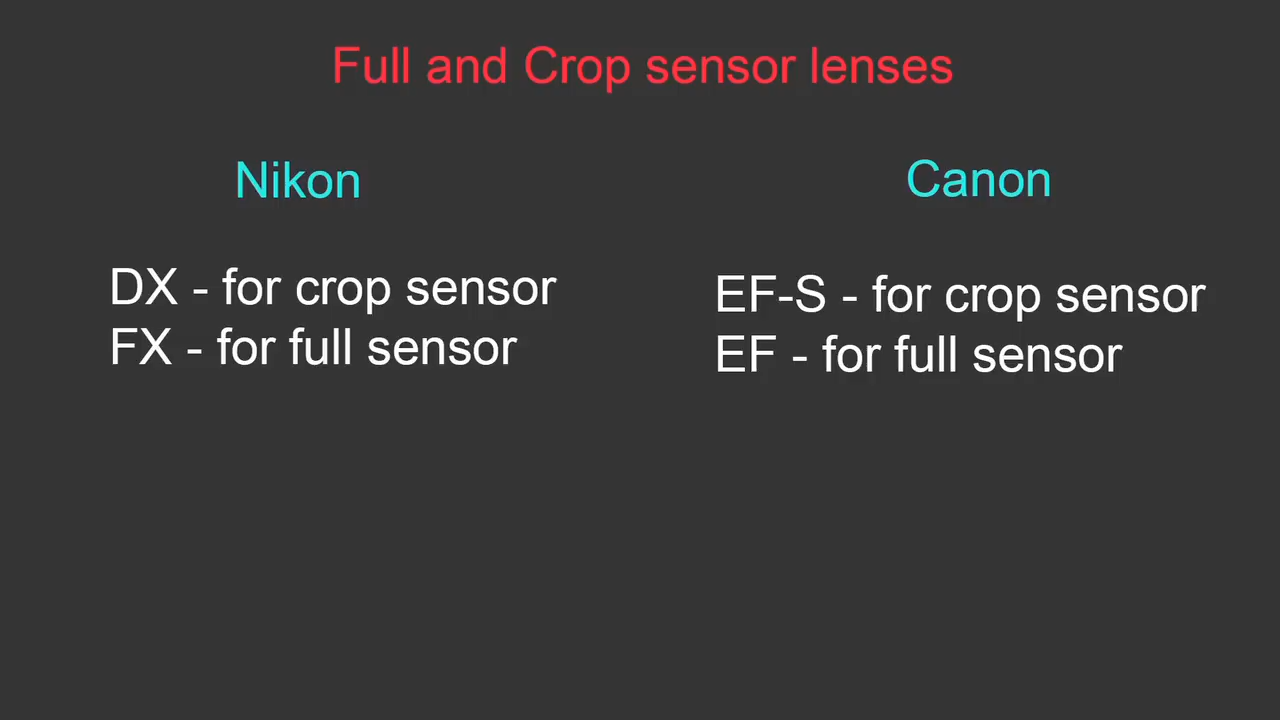 Full and Crop sensor lenses
Nikon
DX - for crop sensor
FX - for full sensor
Canon
EF-S - for crop sensor
EF - for full sensor